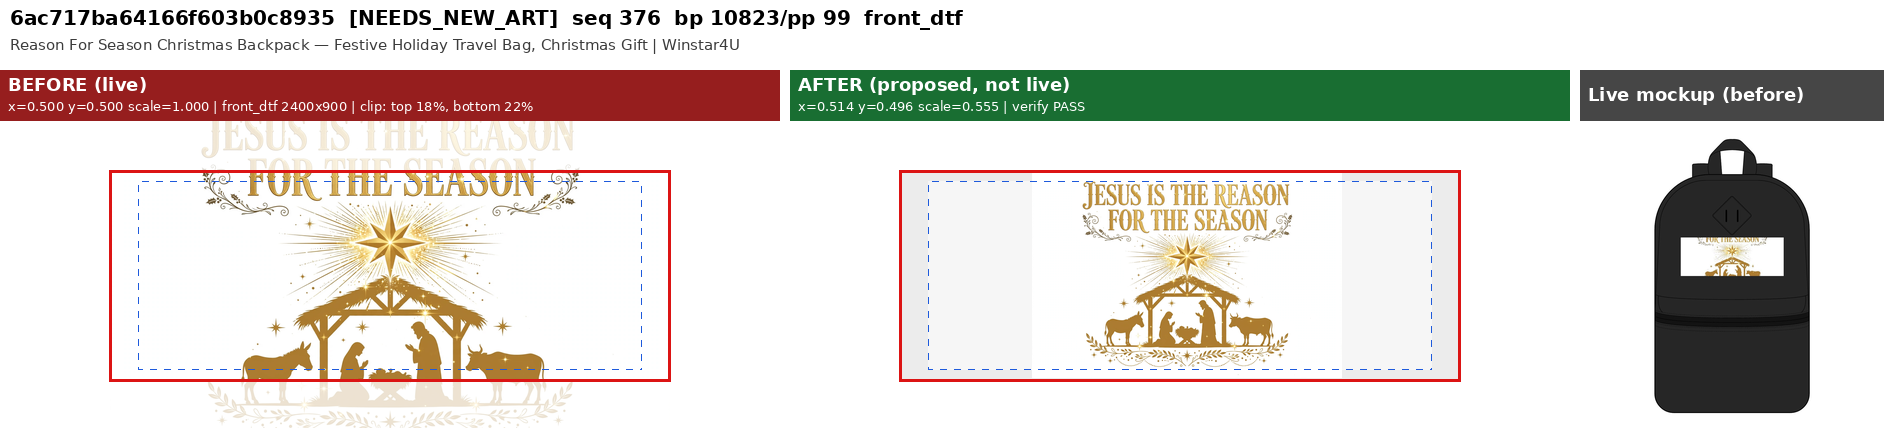 6ac717ba64166f603b0c8935 [NEEDS_NEW_ART] seq 376 bp 10823/pp 99 front_dtf
Reason For Season Christmas Backpack — Festive Holiday Travel Bag, Christmas Gift | Winstar4U
BEFORE (live)
x=0.500 y=0.500 scale=1.000 | front_dtf 2400x900 | clip: top 18%, bottom 22%
JESUS IS THE REASON
FOR THE SEASON
AFTER (proposed, not live)
x=0.514 y=0.496 scale=0.555 | verify PASS
JESUS IS THE REASON
FOR THE SEASON
Live mockup (before)
FOR THE SEASON